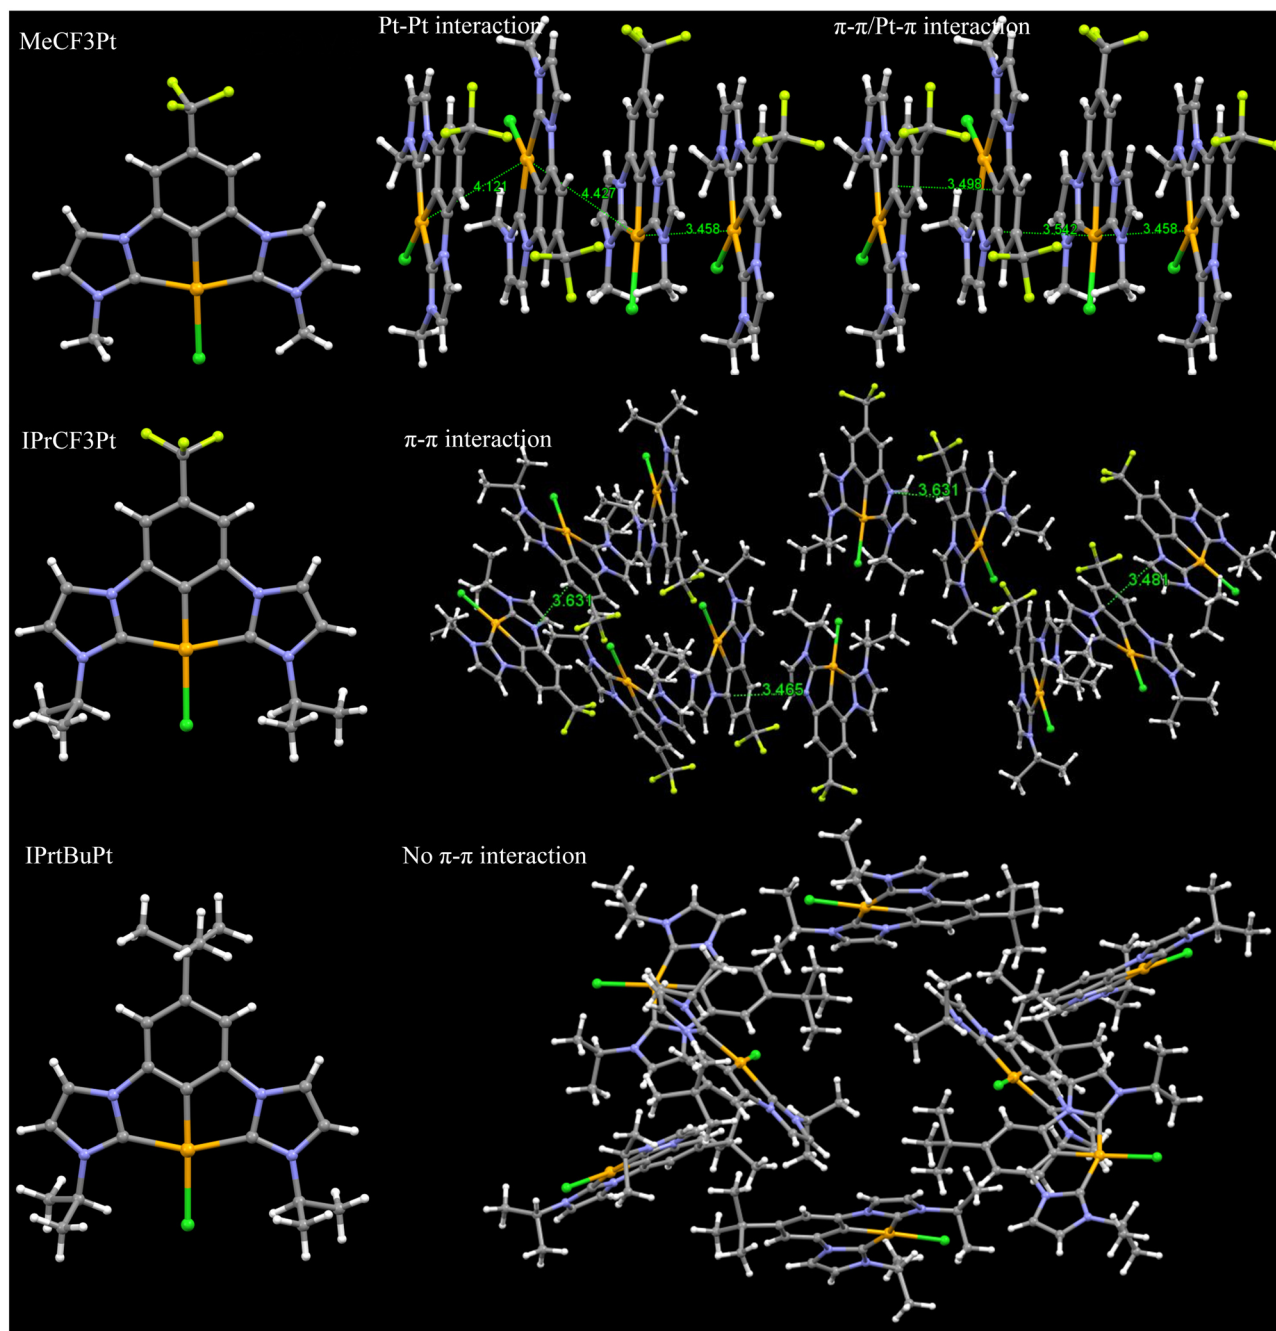 MeCF3Pt
Pt-Pt interaction
π-π/Pt-π interaction
4.121
4.427
3.458
3.498
3.542
3.458
IPrCF3Pt
π-π interaction
3.631
3.465
3.631
3.481
IPrtBuPt
No π-π interaction